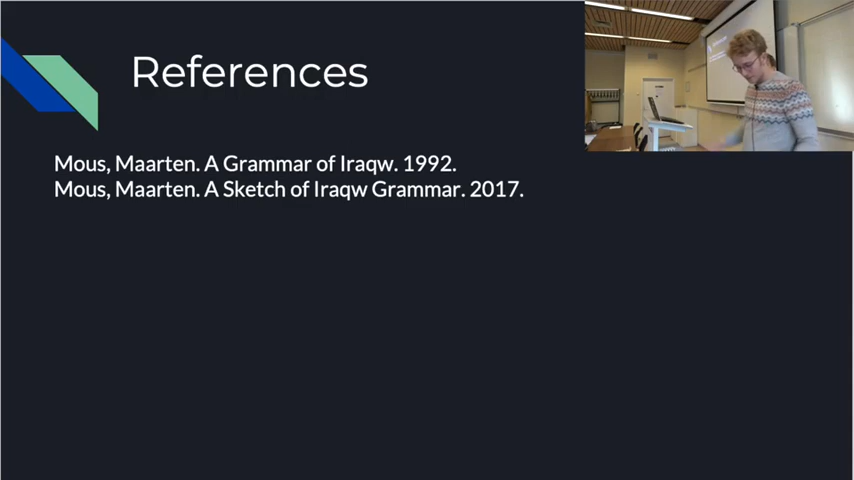 References
Mous, Maarten. A Grammar of Iraqw. 1992.
Mous, Maarten. A Sketch of Iraqw Grammar. 2017.